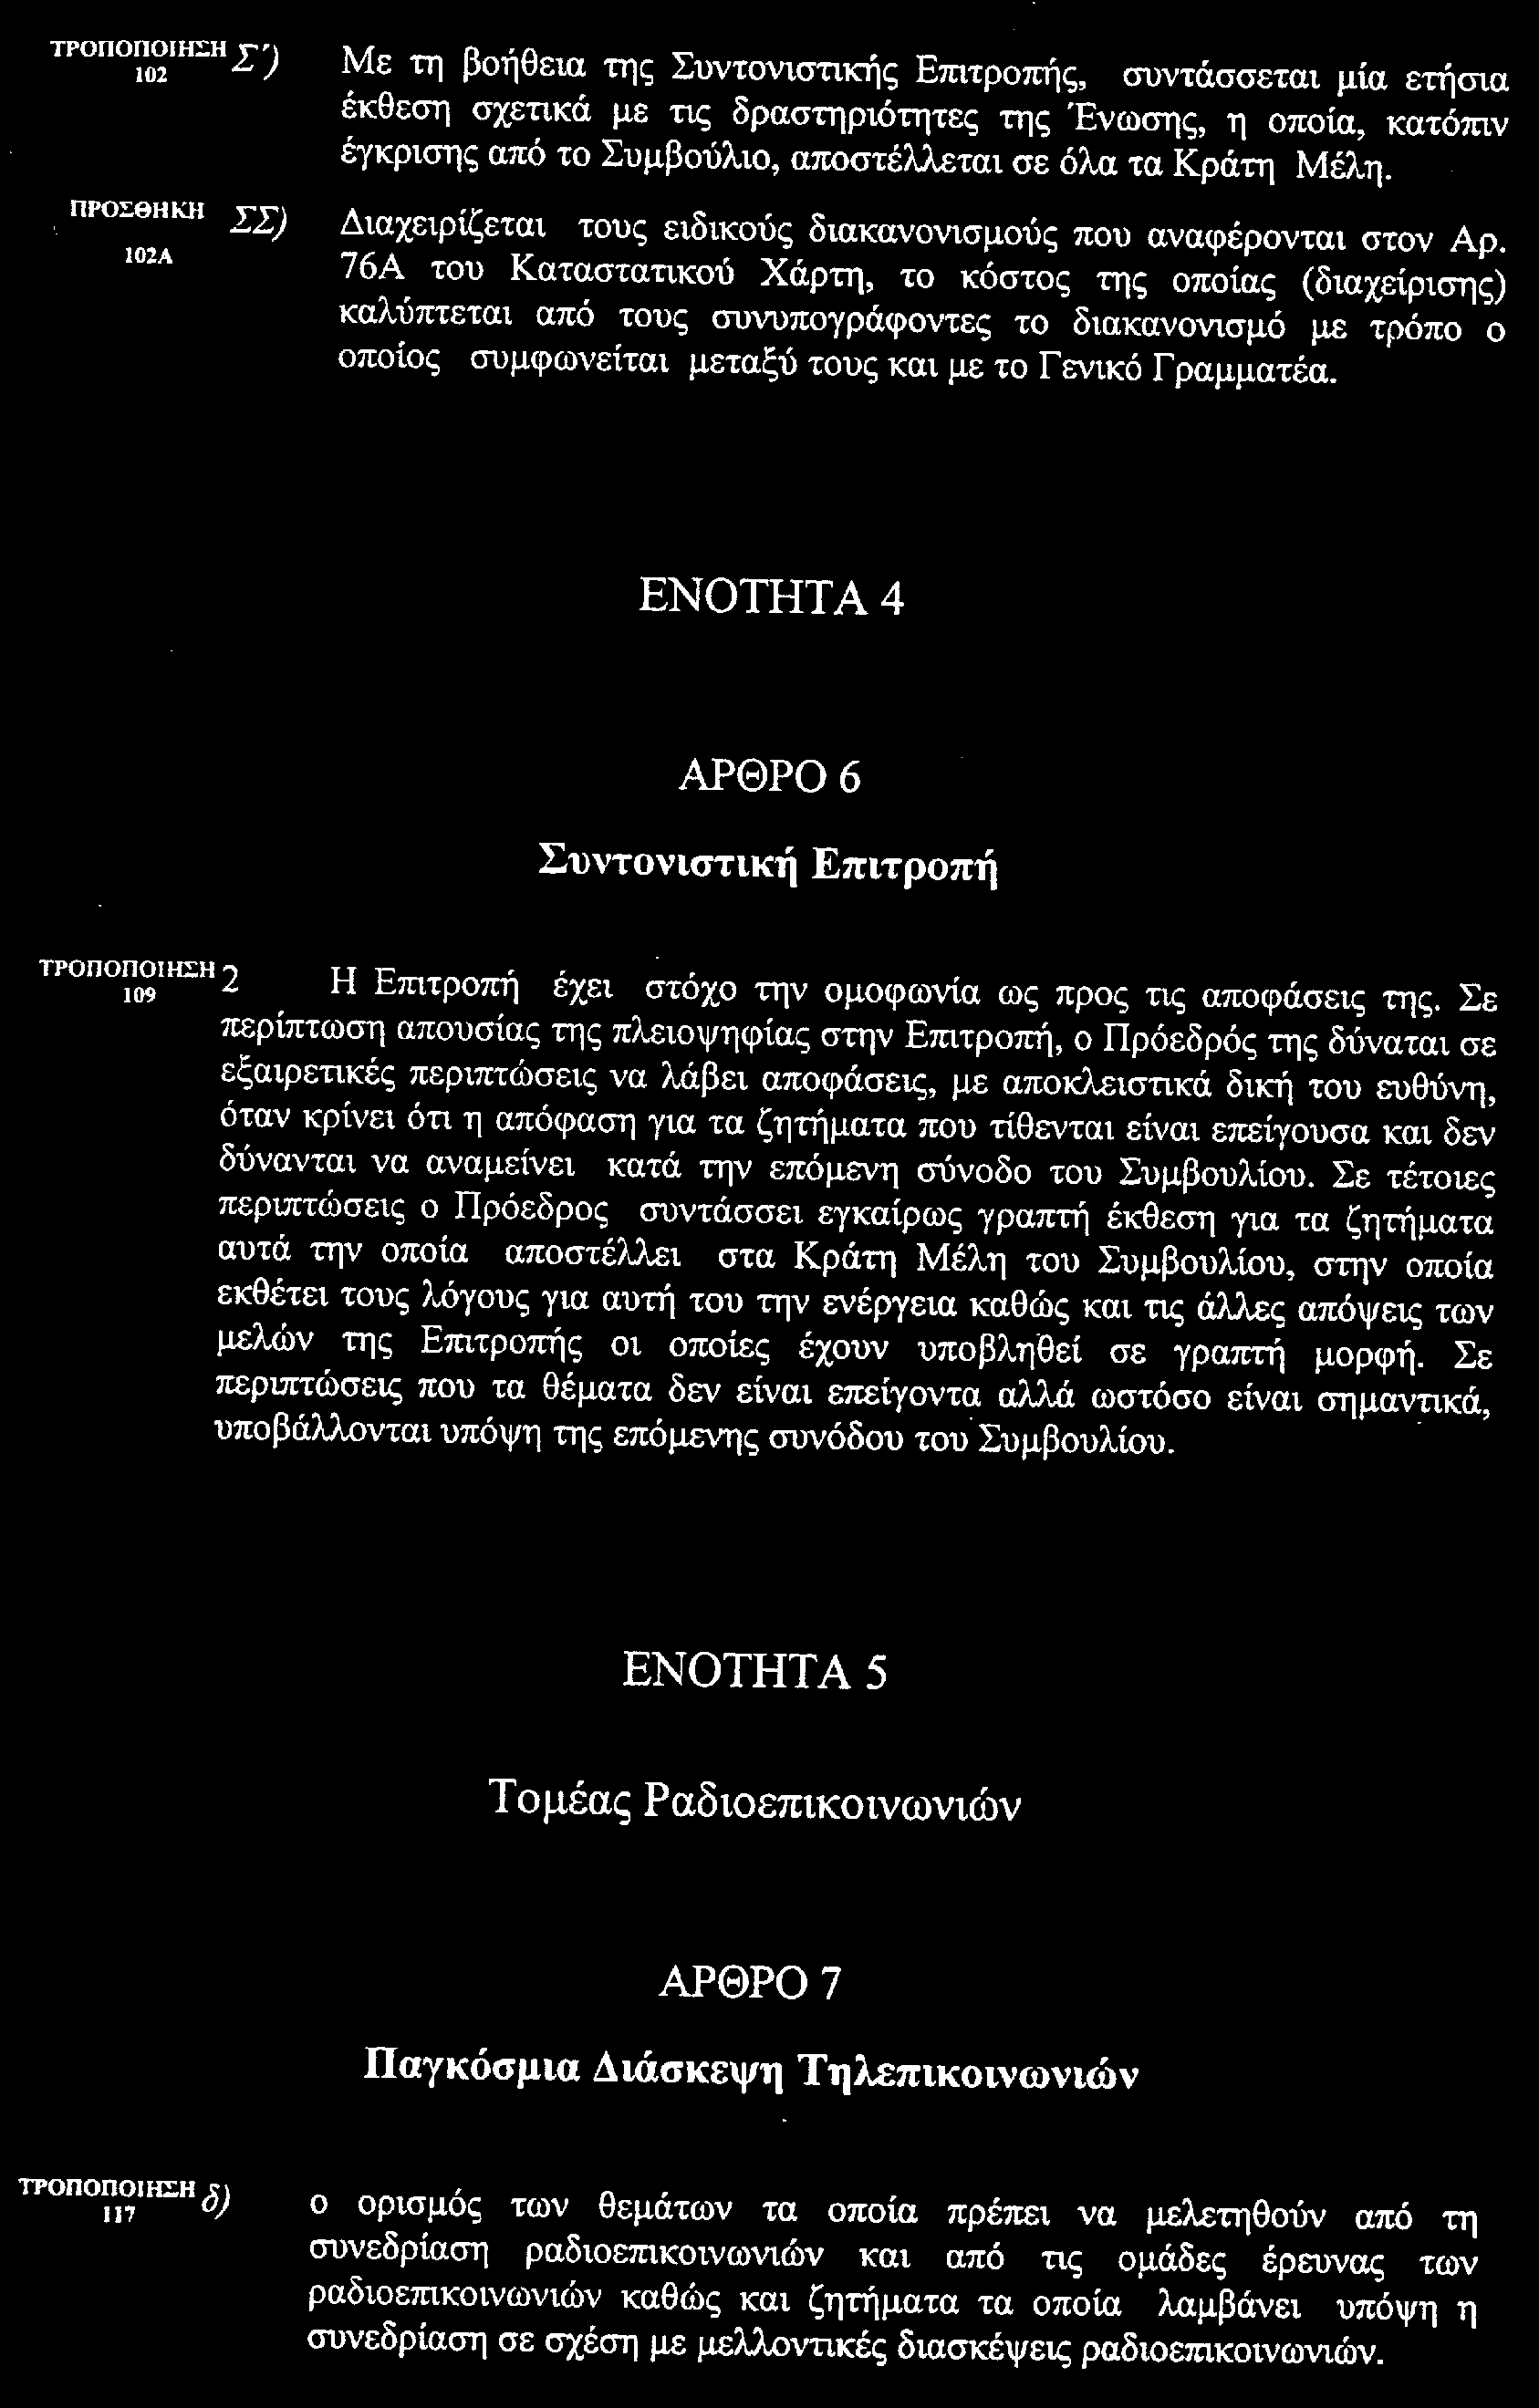 ΤΡΟΠΟΠΟΙΗΣΗ Σ΄) Με τη βοήθεια της Συντονιστικής Επιτροπής, συντάσσεται μία ετήσια
102
έκθεση σχετικά με τις δραστηριότητες της Ένωσης, η οποία, κατόπιν
έγκρισης από το Συμβούλιο, αποστέλλεται σε όλα τα Κράτη Μέλη.
ΠΡΟΣΘΗΚΗ ΣΣ) Διαχειρίζεται τους ειδικούς διακανονισμούς που αναφέρονται στον Αρ.
102Α
76Α του Καταστατικού Χάρτη, το κόστος της οποίας (διαχείρισης)
καλύπτεται από τους συνυπογράφοντες το διακανονισμό με τρόπο ο
οποίος συμφωνείται μεταξύ τους και με το Γενικό Γραμματέα.
ΕΝΟΤΗΤΑ 4
ΑΡΘΡΟ 6
Συντονιστική Επιτροπή
ΤΡΟΠΟΠΟΙΗΣΗ 2 Η Επιτροπή έχει στόχο την ομοφωνία ως προς τις αποφάσεις της. Σε
109
περίπτωση απουσίας της πλειοψηφίας στην Επιτροπή, ο Πρόεδρός της δύναται σε
εξαιρετικές περιπτώσεις να λάβει αποφάσεις, με αποκλειστικά δική του ευθύνη,
όταν κρίνει ότι η απόφαση για τα ζητήματα που τίθενται είναι επείγουσα και δεν
δύνανται να αναμείνει κατά την επόμενη σύνοδο του Συμβουλίου. Σε τέτοιες
περιπτώσεις ο Πρόεδρος συντάσσει εγκαίρως γραπτή έκθεση για τα ζητήματα
αυτά την οποία αποστέλλει στα Κράτη Μέλη του Συμβουλίου, στην οποία
εκθέτει τους λόγους για αυτή του την ενέργεια καθώς και τις άλλες απόψεις των
μελών της Επιτροπής οι οποίες έχουν υποβληθεί σε γραπτή μορφή. Σε
περιπτώσεις που τα θέματα δεν είναι επείγοντα αλλά ωστόσο είναι σημαντικά,
υποβάλλονται υπόψη της επόμενης συνόδου του Συμβουλίου.
ΕΝΟΤΗΤΑ 5
Τομέας Ραδιοεπικοινωνιών
ΑΡΘΡΟ 7
Παγκόσμια Διάσκεψη Τηλεπικοινωνιών
ΤΡΟΠΟΠΟΙΗΣΗ δ) ο ορισμός των θεμάτων τα οποία πρέπει να μελετηθούν από τη
117
συνεδρίαση ραδιοεπικοινωνιών και από τις ομάδες έρευνας των
ραδιοεπικοινωνιών καθώς και ζητήματα τα οποία λαμβάνει υπόψη η
συνεδρίαση σε σχέση με μελλοντικές διασκέψεις ραδιοεπικοινωνιών.